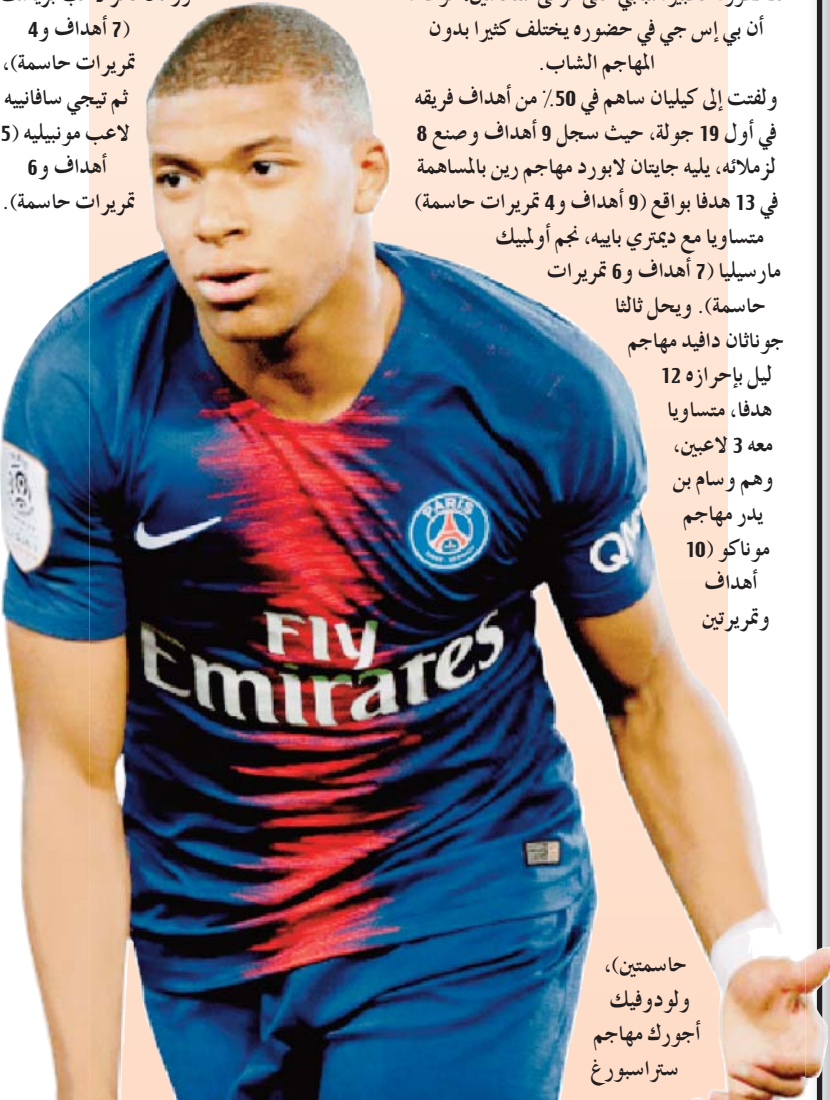 أن بي إس جي في حضوره يختلف كثيرا بدون
المهاجم الشاب.
ولفتت إلى كيليان ساهم في 50٪ من أهداف فريقه
في أول 19 جولة، حيث سجل 9 أهداف وصنع 8
لزملائه، يليه جايتان لابورد مهاجم رين بالمساهمة
في 13 هدفا بواقع (9 أهداف و4 تمريرات حاسمة)
متساويا مع ديمتري باييه، نجم أولمبيك
مارسيليا (7 أهداف و6 تمريرات
حاسمة). ويحل ثالثا
جوناثان دافيد مهاجم
ليل بإحرازه 12
هدفا، متساويا
معه 3 لاعبين،
وهم وسام بن
يدر مهاجم
موناكو (10
أهداف
وتمريرتين
حاسمتين)،
ولودوفيك
أجورك مهاجم
ستراسبورغ
(7 أهداف و4
تمريرات حاسمة)،
ثم تيجي سافانييه
لاعب مونبيليه (5
أهداف و6
تمريرات حاسمة).
PARIS
QN
Fly
Emirates